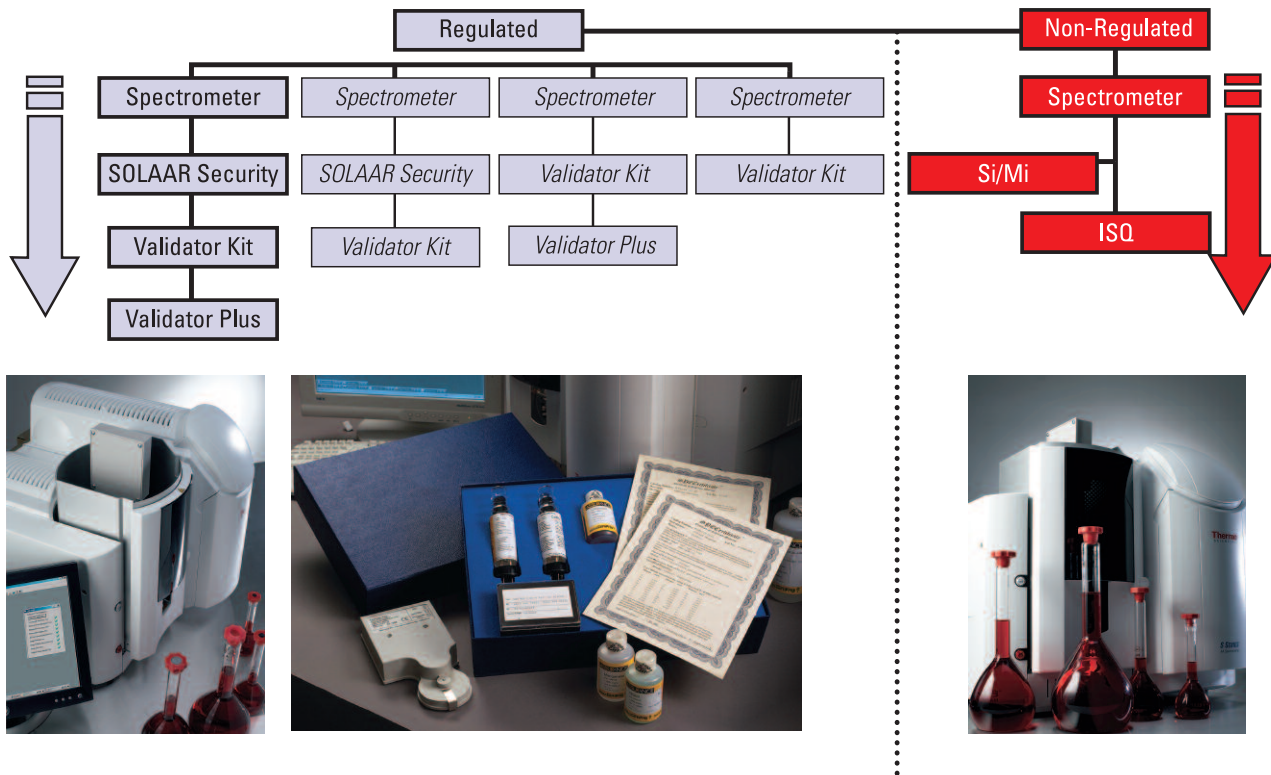 Regulated
Non-Regulated
Spectrometer
Spectrometer
Spectrometer
Spectrometer
Spectrometer
SOLAAR Security
SOLAAR Security
Validator Kit
Validator Kit
Si/Mi
Validator Kit
Validator Kit
Validator Plus
ISQ
Validator Plus
Thermo